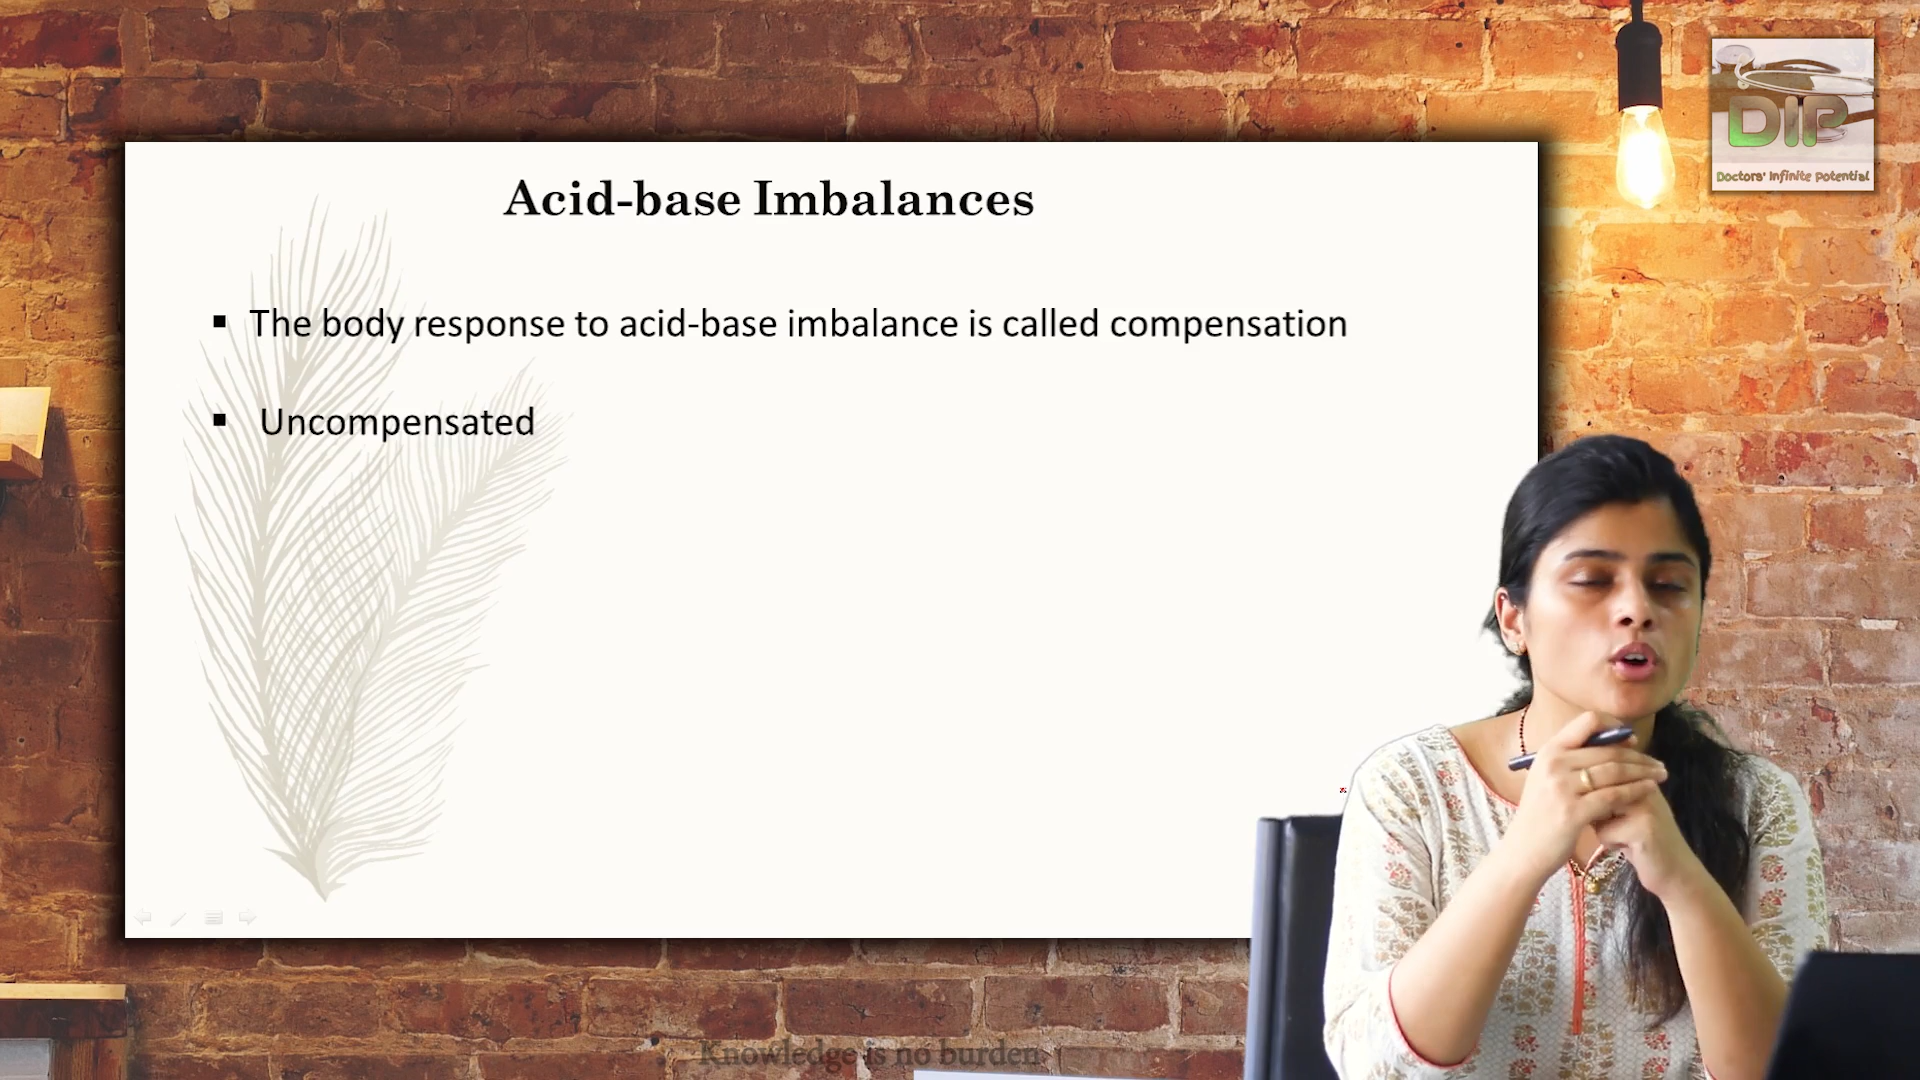 DIP
Doctors' Infinite Potential
Acid-base Imbalances
The body response to acid-base imbalance is called compensation
Uncompensated
Knowledge is no burden